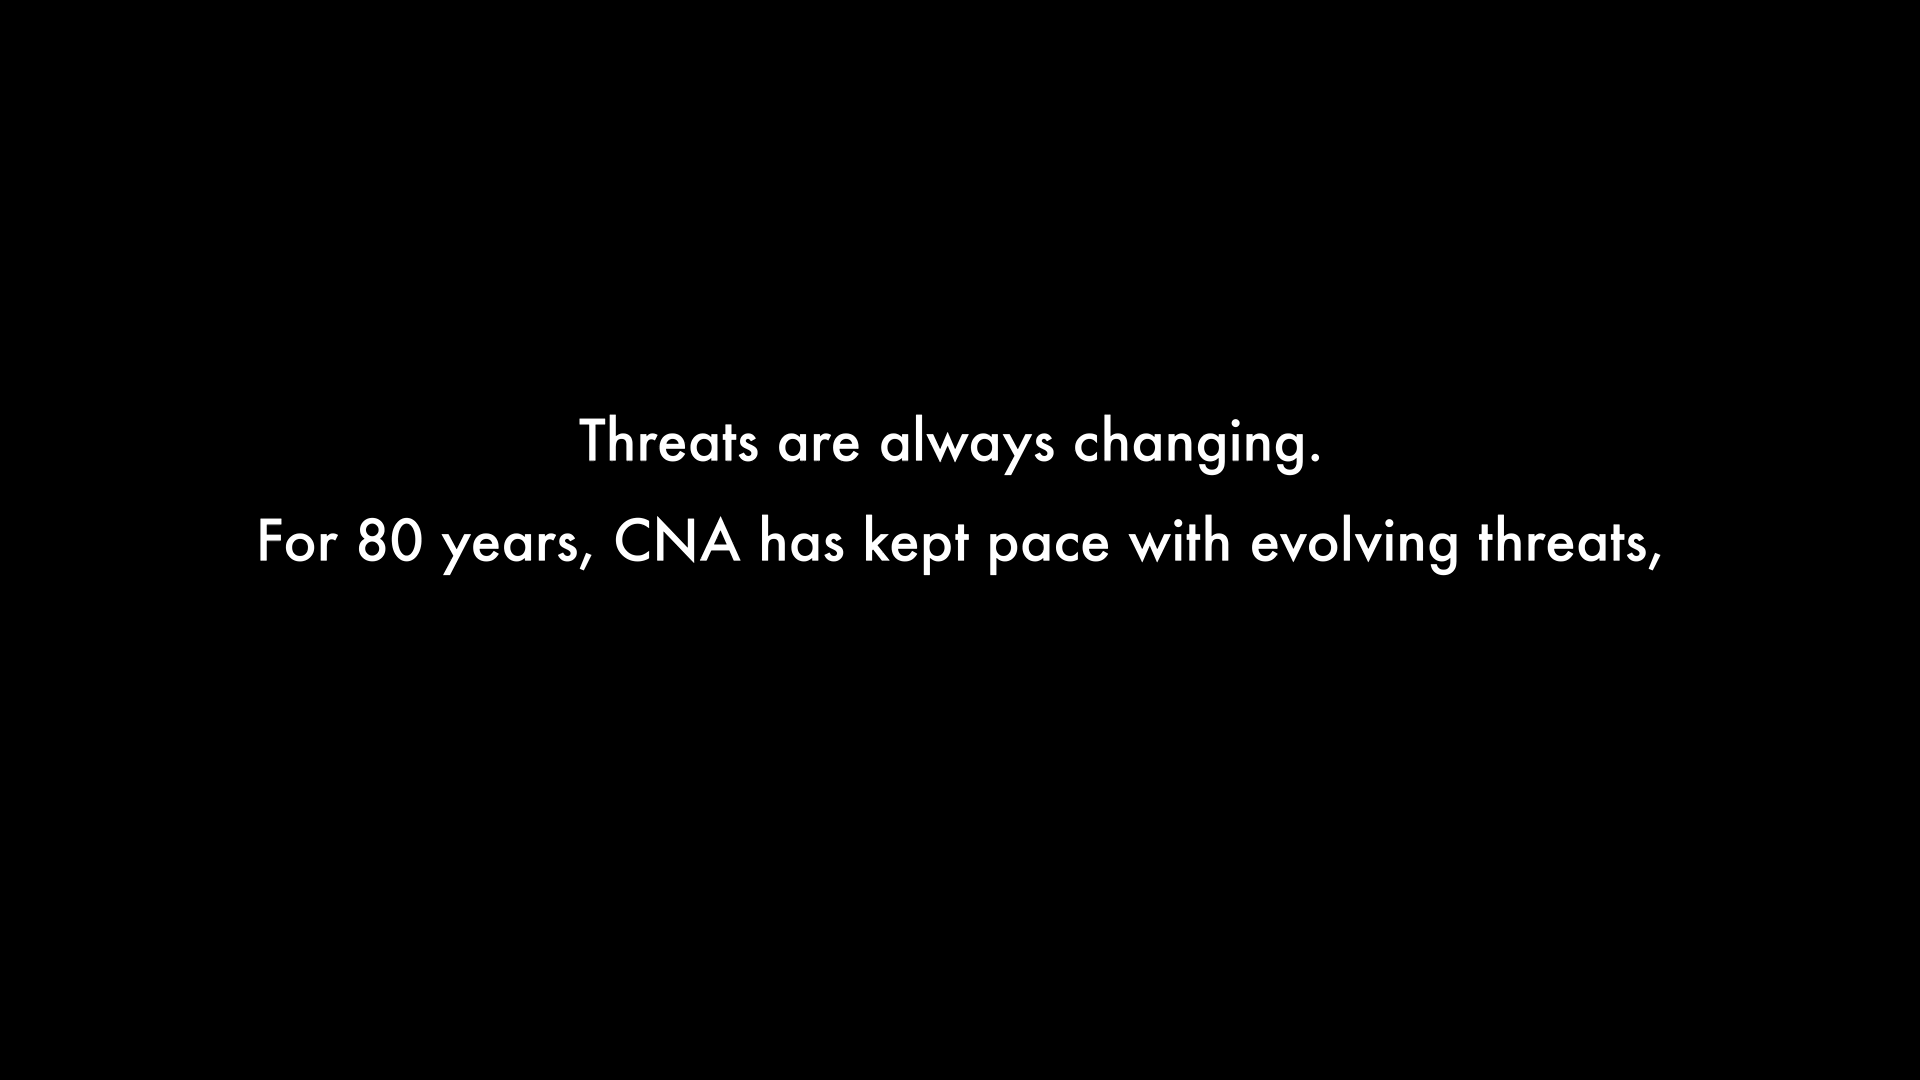 Threats are always changing.
For 80 years, CNA has kept pace with evolving threats,